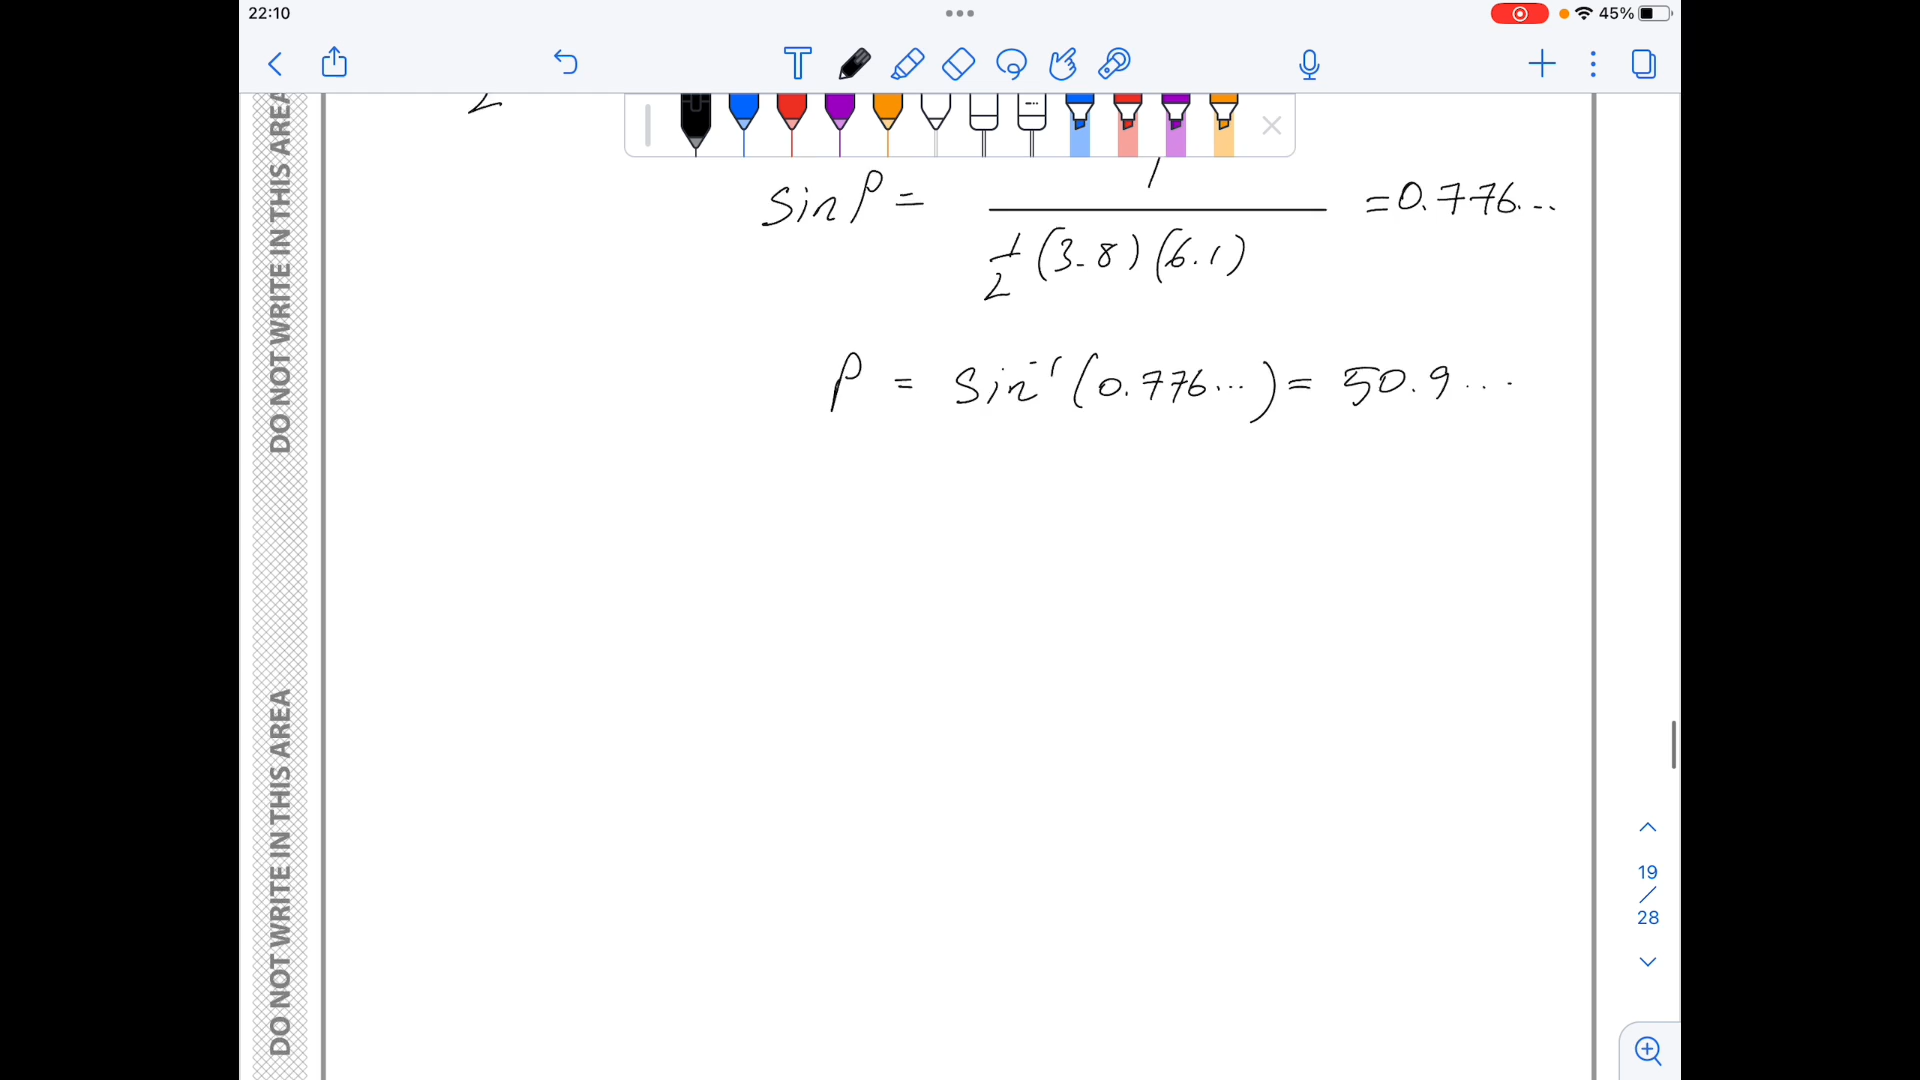 22:10
45%
sin P = ――― = 0.776...
1/2 (3.8)(6.1)
P = sin⁻¹(0.776...) = 50.9...
DO NOT WRITE IN THIS AREA
DO NOT WRITE IN THIS AREA
19
/
28